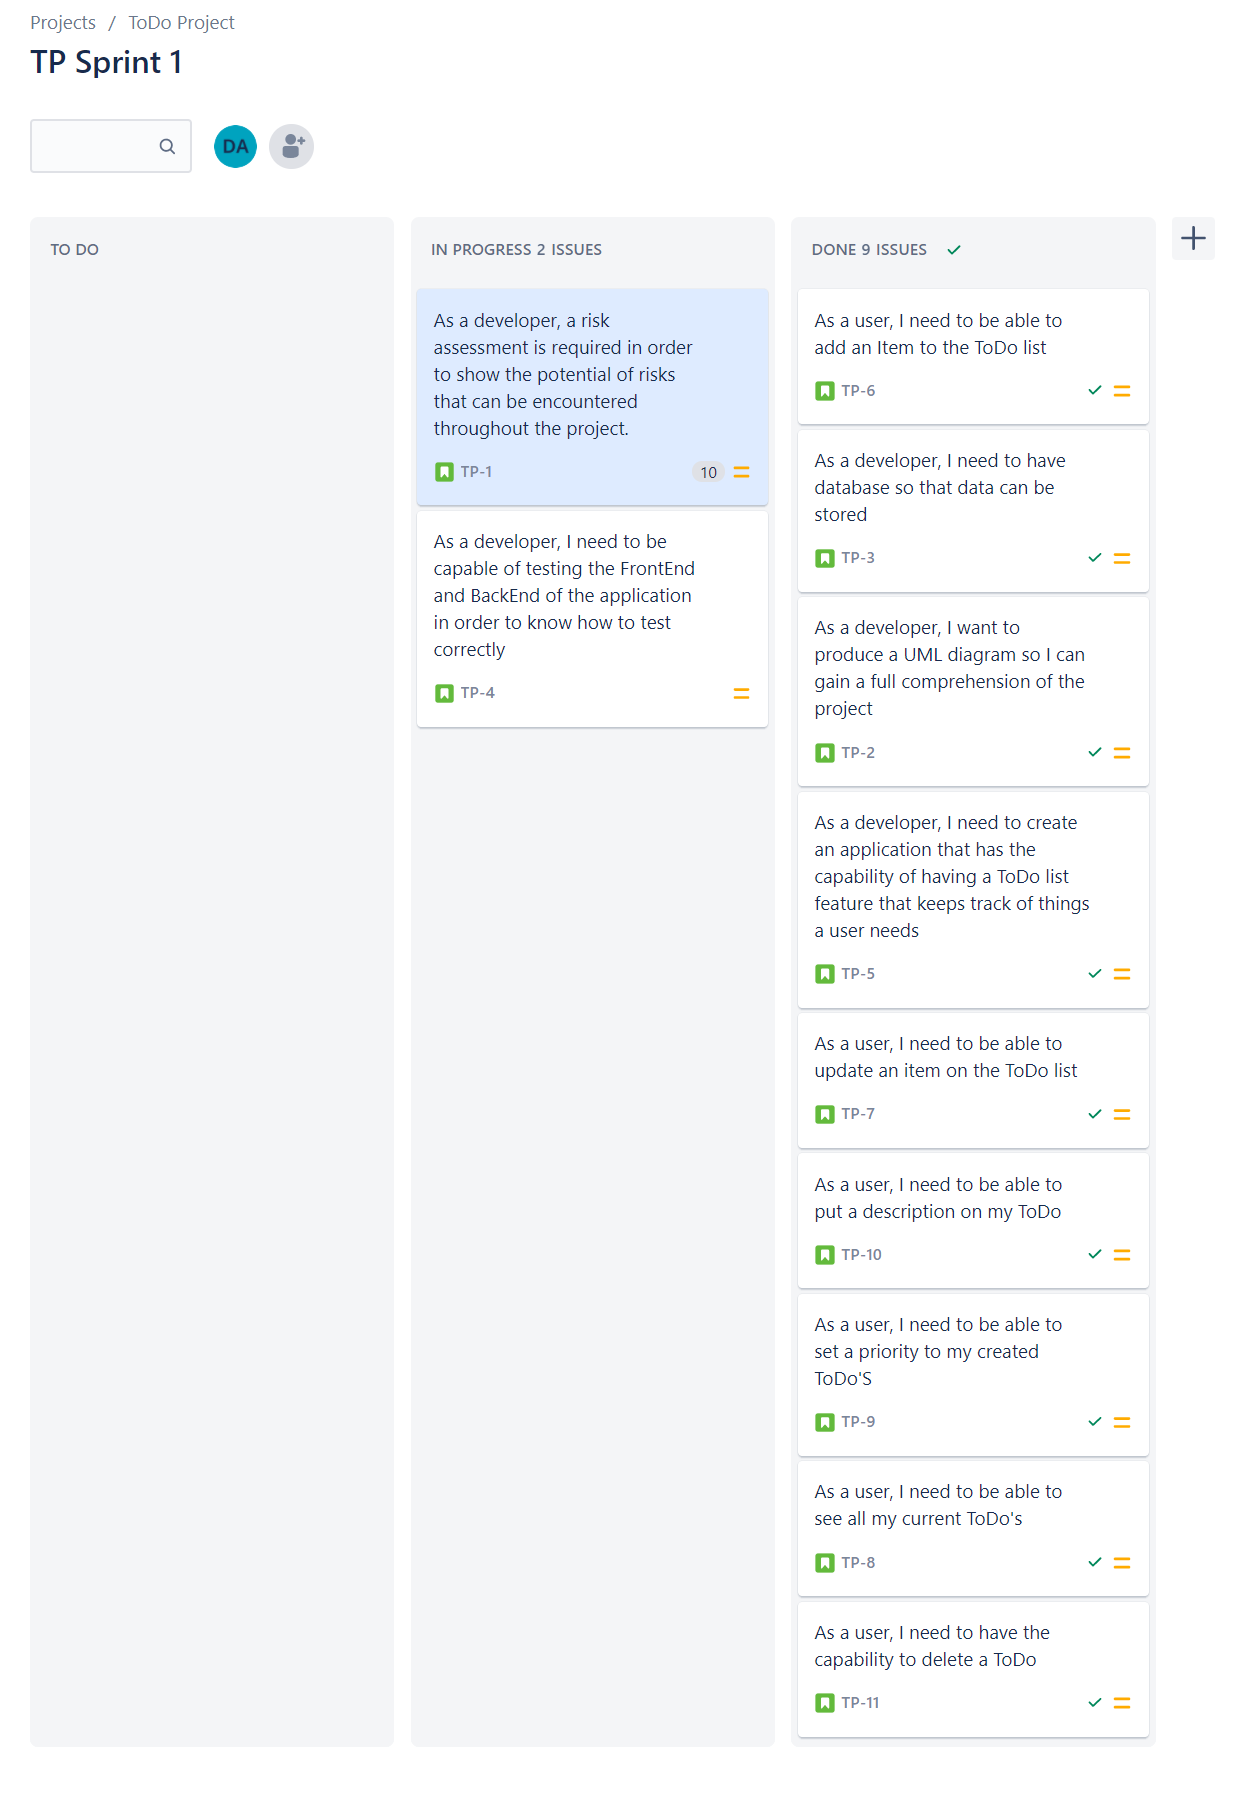 Projects / ToDo Project
TP Sprint 1
DA
TO DO
IN PROGRESS 2 ISSUES
As a developer, a risk
assessment is required in order
to show the potential of risks
that can be encountered
throughout the project.
TP-1
10
As a developer, I need to be
capable of testing the FrontEnd
and BackEnd of the application
in order to know how to test
correctly
TP-4
DONE 9 ISSUES
As a user, I need to be able to
add an Item to the ToDo list
TP-6
As a developer, I need to have
database so that data can be
stored
TP-3
As a developer, I want to
produce a UML diagram so I can
gain a full comprehension of the
project
TP-2
As a developer, I need to create
an application that has the
capability of having a ToDo list
feature that keeps track of things
a user needs
TP-5
As a user, I need to be able to
update an item on the ToDo list
TP-7
As a user, I need to be able to
put a description on my ToDo
TP-10
As a user, I need to be able to
set a priority to my created
ToDo'S
TP-9
As a user, I need to be able to
see all my current ToDo's
TP-8
As a user, I need to have the
capability to delete a ToDo
TP-11